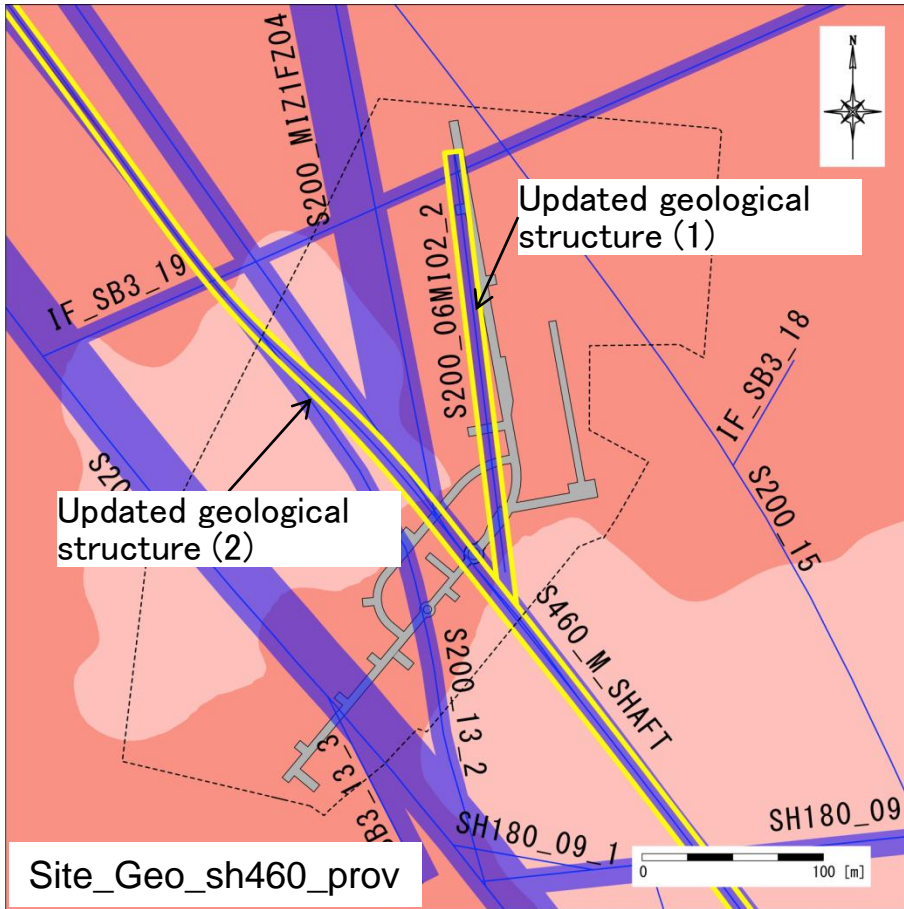 N
S200_MIZ1FZ04
Updated geological
structure (1)
S200_06MI02_2
IF_SB3_19
IF_SB3_18
S200_15
Updated geological
structure (2)
S460_M_SHAFT
S200_13_2
SH180_09_1
SH180_09
Site_Geo_sh460_prov
0
100 [m]